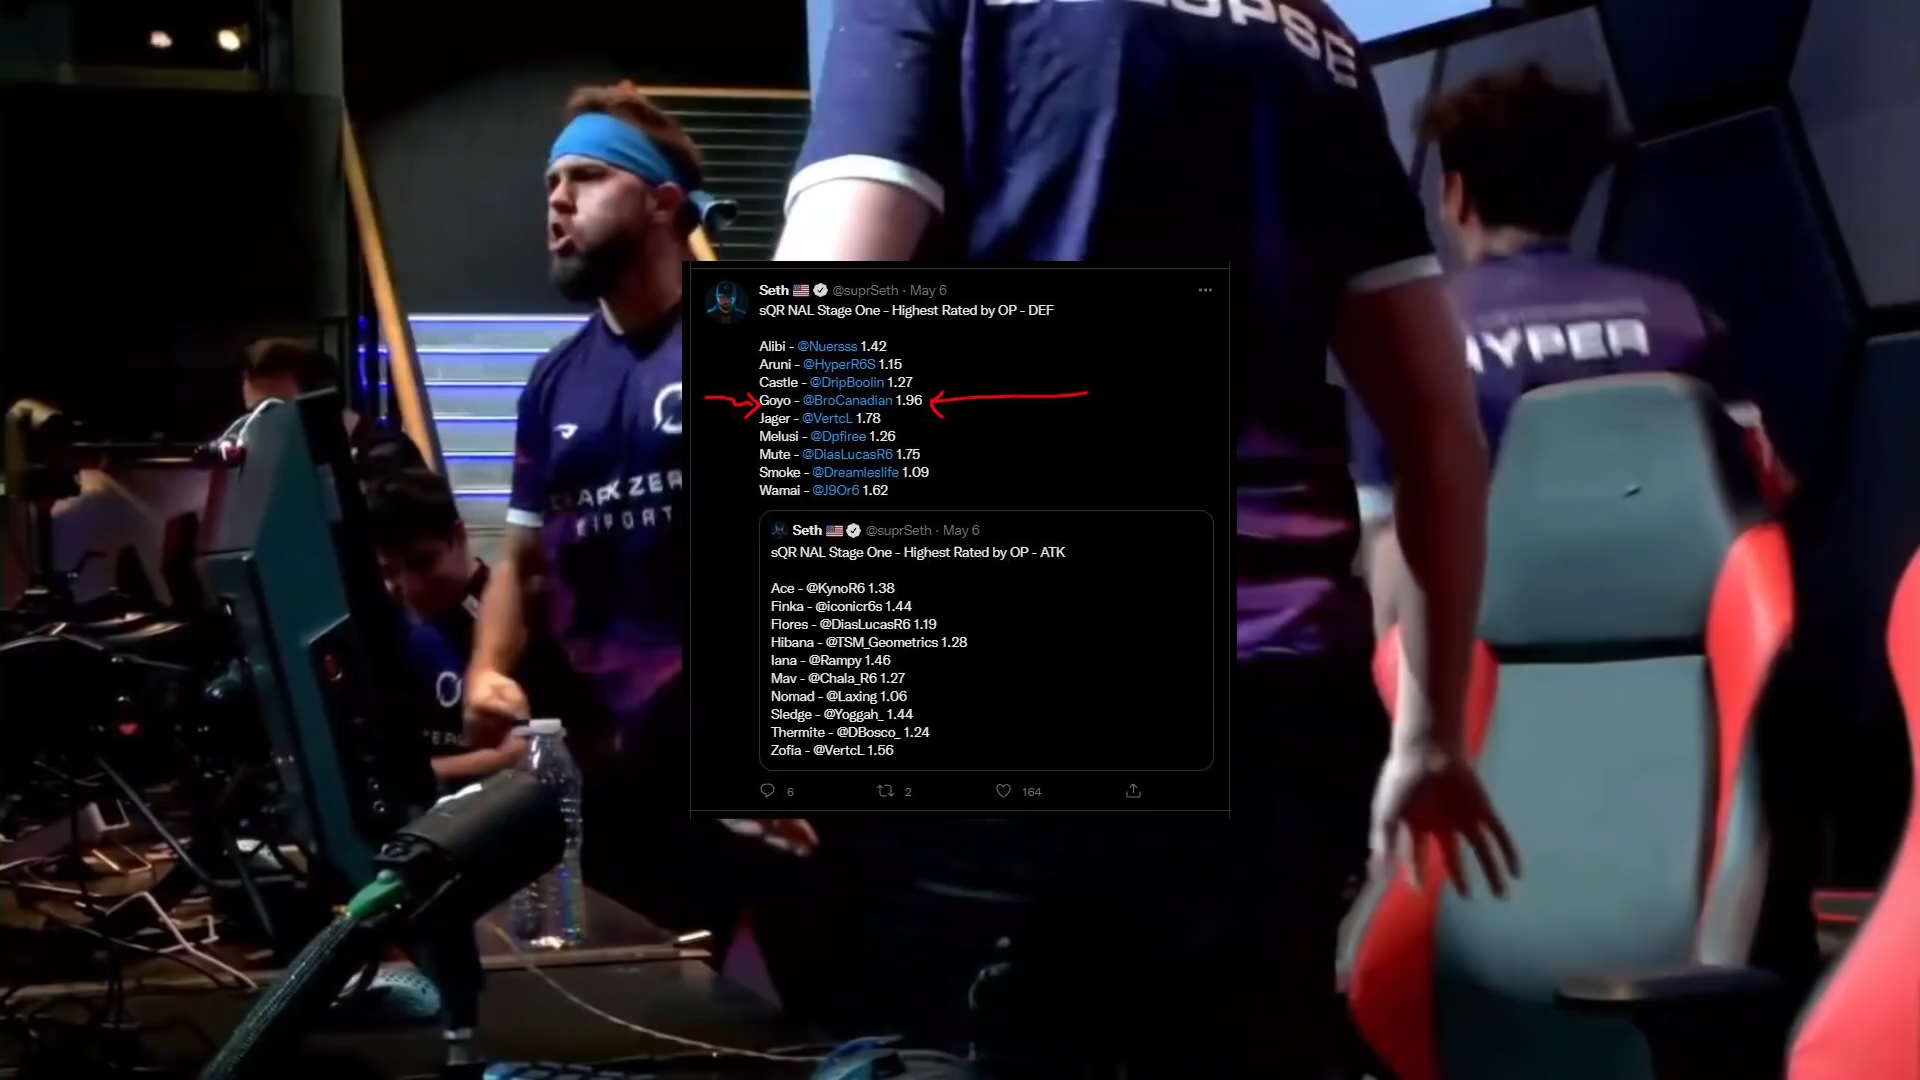 HYPER
DARK ZER
Seth @suprSeth · May 6
sQR NAL Stage One - Highest Rated by OP - DEF
Alibi - @Nuersss 1.42
Aruni - @HyperR6S 1.15
Castle - @DripBoolin 1.27
Goyo - @BroCanadian 1.96
Jager - @VertcL 1.78
Melusi - @Dpfiree 1.26
Mute - @DiasLucasR6 1.75
Smoke - @Dreamleslife 1.09
Wamai - @J9Or6 1.62
Seth @suprSeth · May 6
sQR NAL Stage One - Highest Rated by OP - ATK
Ace - @KynoR6 1.38
Finka - @iconicr6s 1.44
Flores - @DiasLucasR6 1.19
Hibana - @TSM_Geometrics 1.28
Iana - @Rampy 1.46
Mav - @Chala_R6 1.27
Nomad - @Laxing 1.06
Sledge - @Yoggah_ 1.44
Thermite - @DBosco_ 1.24
Zofia - @VertcL 1.56
6 2 164